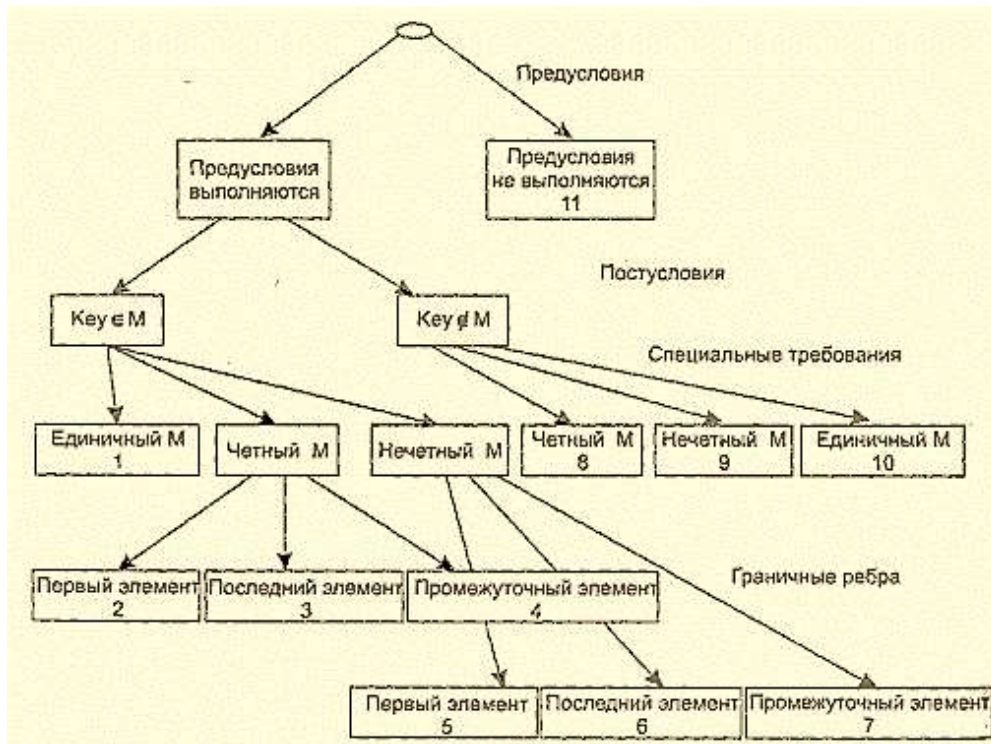 Предусловия
Предусловия
выполняются
Предусловия
не выполняются
11
Постусловия
Key ∈ M
Key ∉ M
Специальные требования
Единичный М
1
Четный М
Нечетный М
Четный М
8
Нечетный М
9
Единичный М
10
Первый элемент
2
Последний элемент
3
Промежуточный элемент
4
Граничные ребра
Первый элемент
5
Последний элемент
6
Промежуточный элемент
7